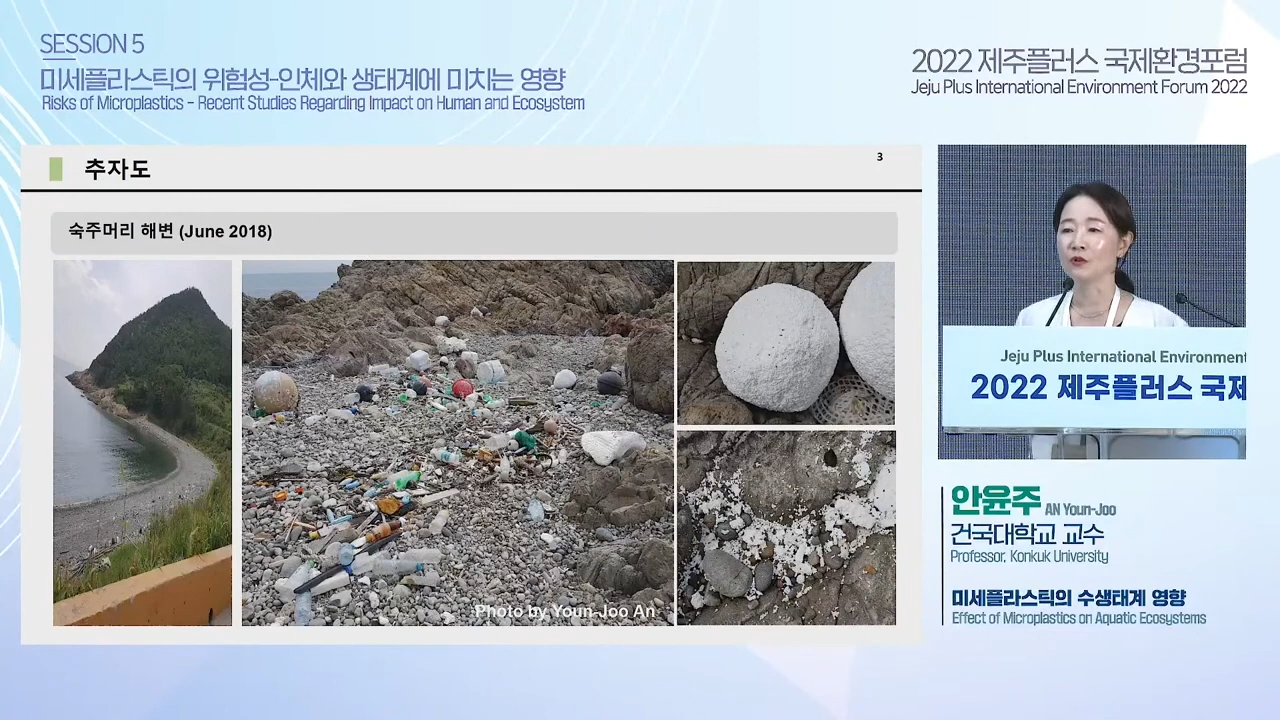 SESSION 5
미세플라스틱의 위험성-인체와 생태계에 미치는 영향
Risks of Microplastics - Recent Studies Regarding Impact on Human and Ecosystem
2022 제주플러스 국제환경포럼
Jeju Plus International Environment Forum 2022
추자도
3
숙주머리 해변 (June 2018)
Photo by Youn-Joo An
Jeju Plus International Environment
2022 제주플러스 국제
안윤주 AN Youn-Joo
건국대학교 교수
Professor, Konkuk University
미세플라스틱의 수생태계 영향
Effect of Microplastics on Aquatic Ecosystems